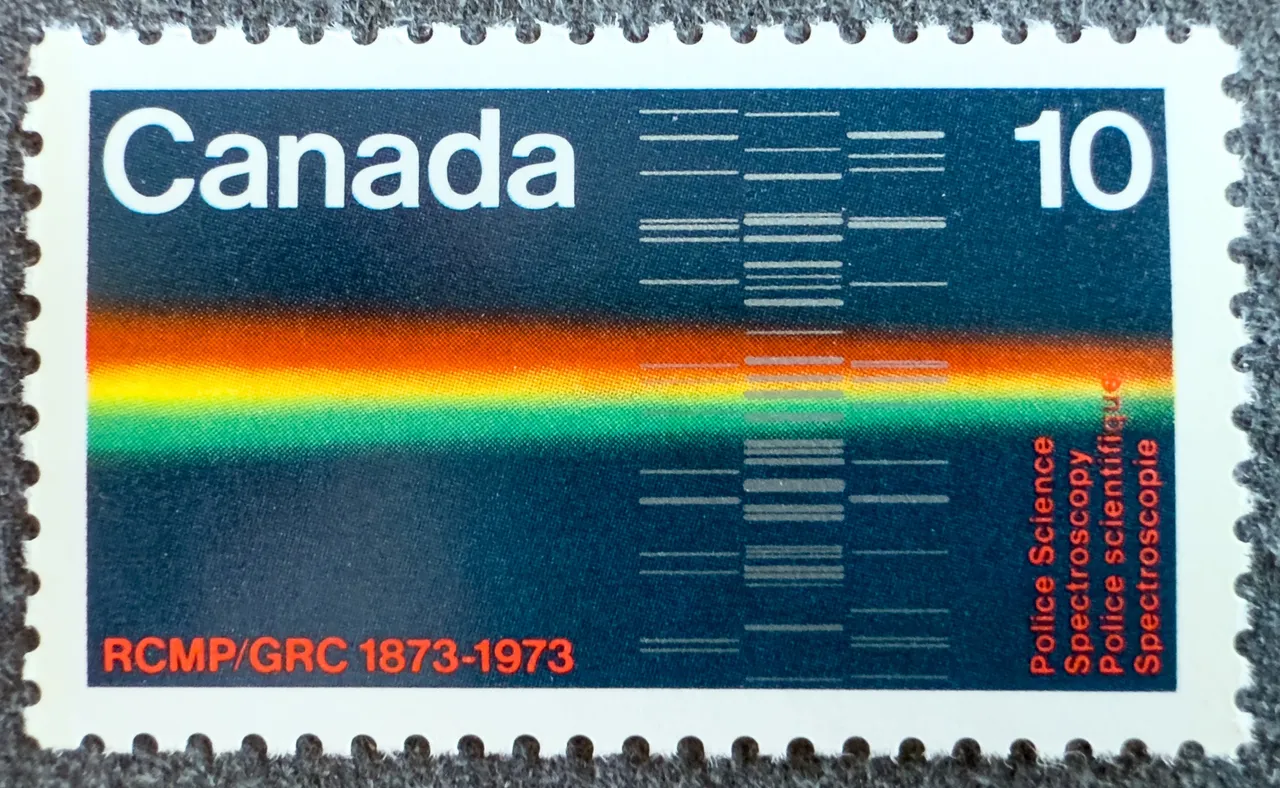 Canada
10
RCMP/GRC 1873-1973
Police Science
Spectroscopy
Police scientifique
Spectroscopie